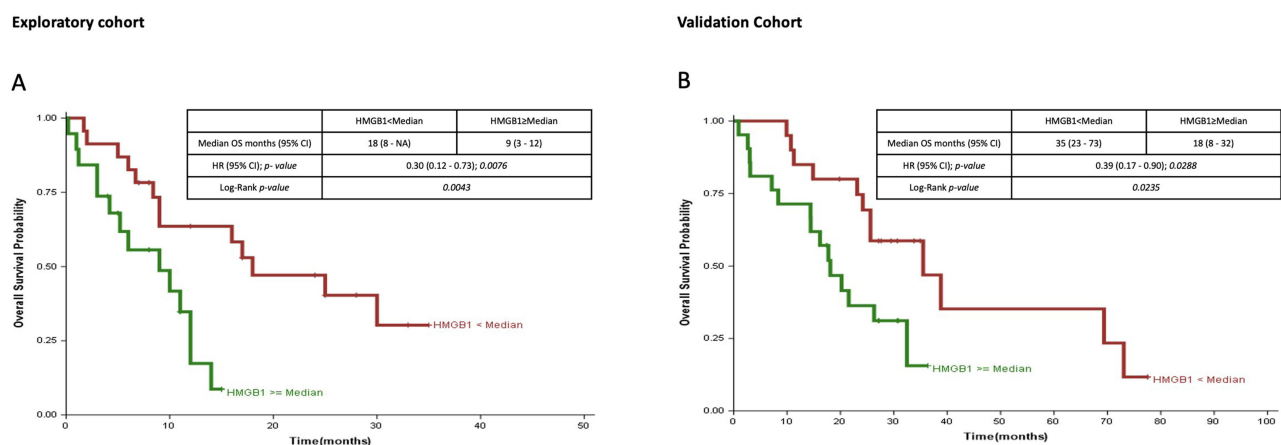 Exploratory cohort
Validation Cohort
A
HMGB1<Median HMGB1≥Median
Median OS months (95% CI) 18 (8 - NA) 9 (3 - 12)
HR (95% CI); p- value 0.30 (0.12 - 0.73); 0.0076
Log-Rank p-value 0.0043
Overall Survival Probability
1.00
0.75
0.50
0.25
0.00
HMGB1 < Median
HMGB1 >= Median
0 10 20 30 40 50
Time(months)
B
HMGB1<Median HMGB1≥Median
Median OS months (95% CI) 35 (23 - 73) 18 (8 - 32)
HR (95% CI); p- value 0.39 (0.17 - 0.90); 0.0288
Log-Rank p-value 0.0235
Overall Survival Probability
1.00
0.75
0.50
0.25
0.00
HMGB1 >= Median
HMGB1 < Median
0 10 20 30 40 50 60 70 80 90 100
Time(months)